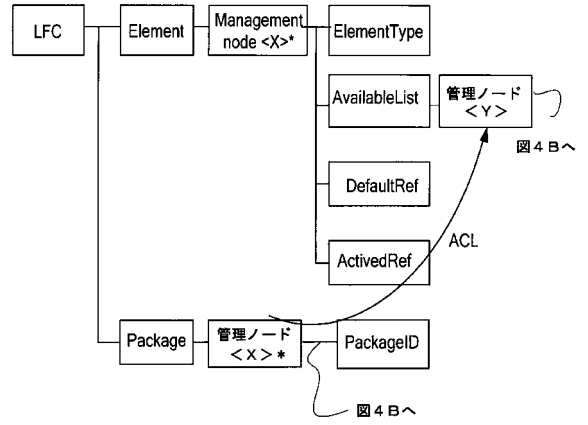 LFC
Element
Management
node <X>*
ElementType
AvailableList
管理ノード
＜Y＞
図４Ｂへ
DefaultRef
ACL
ActivedRef
Package
管理ノード
＜X＞*
PackageID
図４Ｂへ